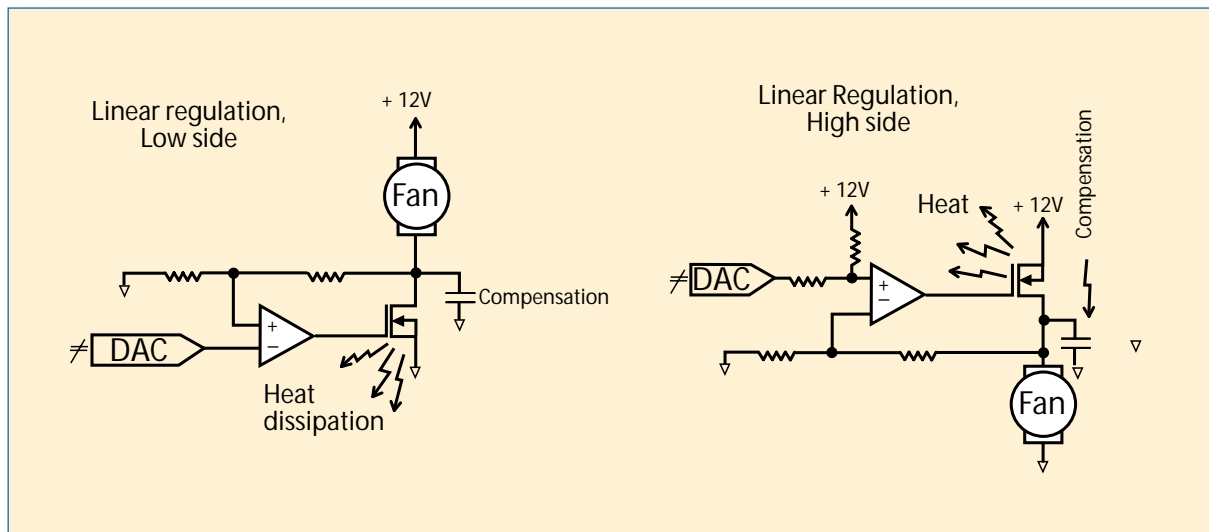 Linear regulation,
Low side
+ 12V
Fan
+
−
DAC
Compensation
Heat
dissipation
Linear Regulation,
High side
+ 12V
Heat
+ 12V
Compensation
DAC
+
−
Fan